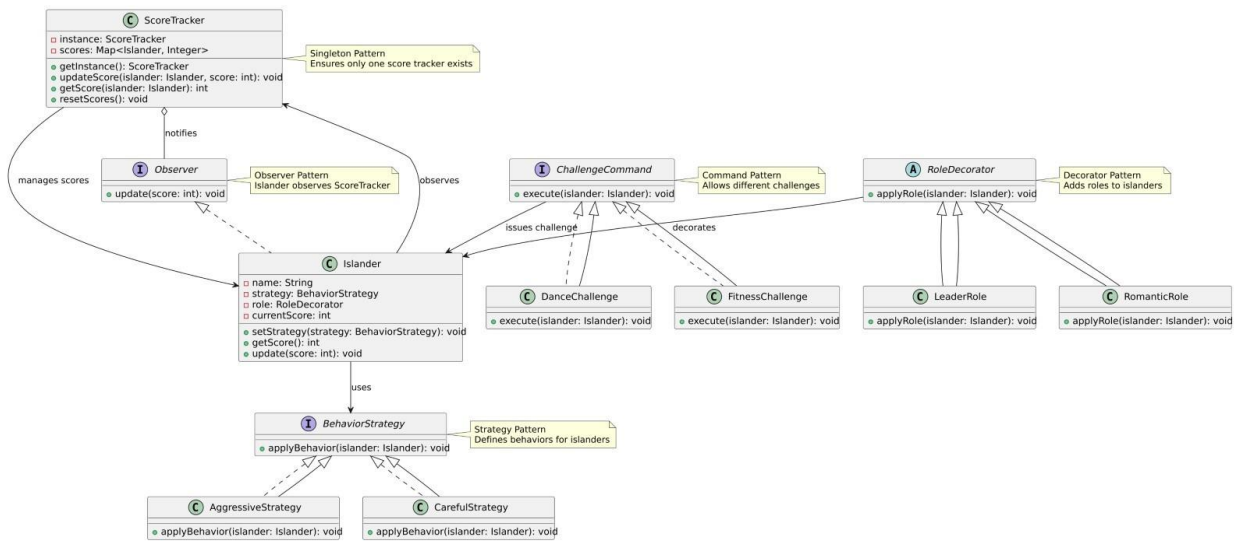 C ScoreTracker
instance: ScoreTracker
scores: Map<Islander, Integer>
getInstance(): ScoreTracker
updateScore(islander: Islander, score: int): void
getScore(islander: Islander): int
resetScores(): void
Singleton Pattern
Ensures only one score tracker exists
notifies
manages scores
observes
I Observer
update(score: int): void
Observer Pattern
Islander observes ScoreTracker
I ChallengeCommand
execute(islander: Islander): void
Command Pattern
Allows different challenges
A RoleDecorator
applyRole(islander: Islander): void
Decorator Pattern
Adds roles to islanders
issues challenge
decorates
C Islander
name: String
strategy: BehaviorStrategy
role: RoleDecorator
currentScore: int
setStrategy(strategy: BehaviorStrategy): void
getScore(): int
update(score: int): void
C DanceChallenge
execute(islander: Islander): void
C FitnessChallenge
execute(islander: Islander): void
C LeaderRole
applyRole(islander: Islander): void
C RomanticRole
applyRole(islander: Islander): void
uses
I BehaviorStrategy
applyBehavior(islander: Islander): void
Strategy Pattern
Defines behaviors for islanders
C AggressiveStrategy
applyBehavior(islander: Islander): void
C CarefulStrategy
applyBehavior(islander: Islander): void